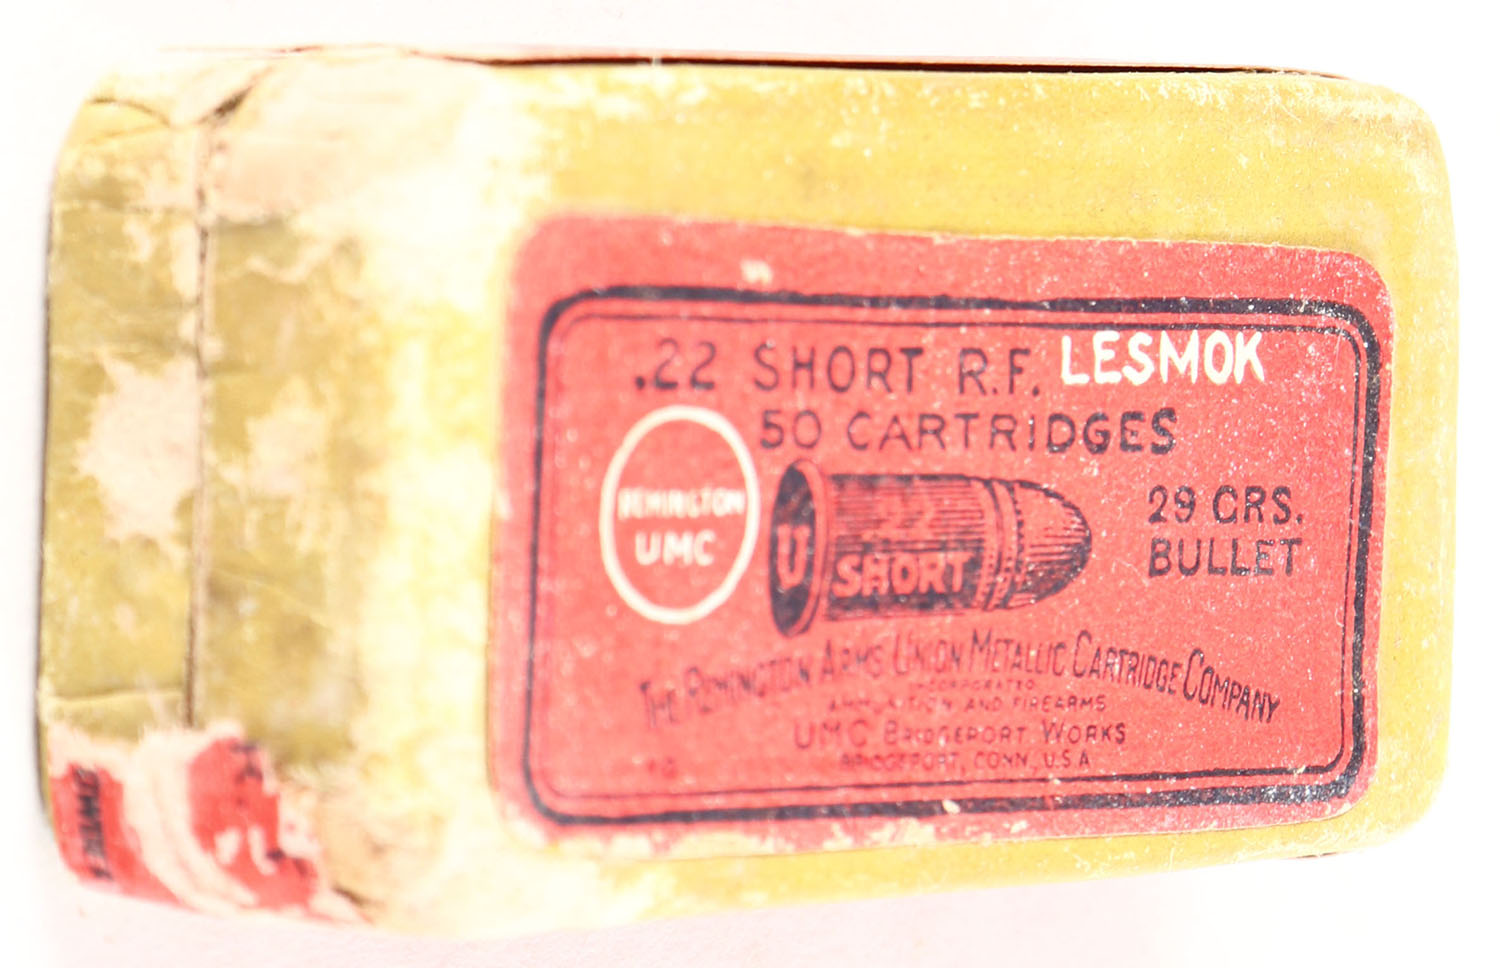 .22 SHORT R.F. LESMOK
50 CARTRIDGES
REMINGTON
UMC
U
22
SHORT
29 GRS.
BULLET
THE REMINGTON ARMS UNION METALLIC CARTRIDGE COMPANY
INCORPORATED
AMMUNITION AND FIREARMS
UMC BRIDGEPORT WORKS
BRIDGEPORT, CONN. U.S.A.